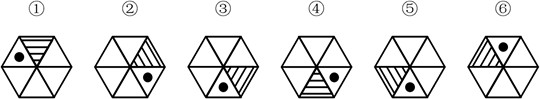 ① ② ③ ④ ⑤ ⑥